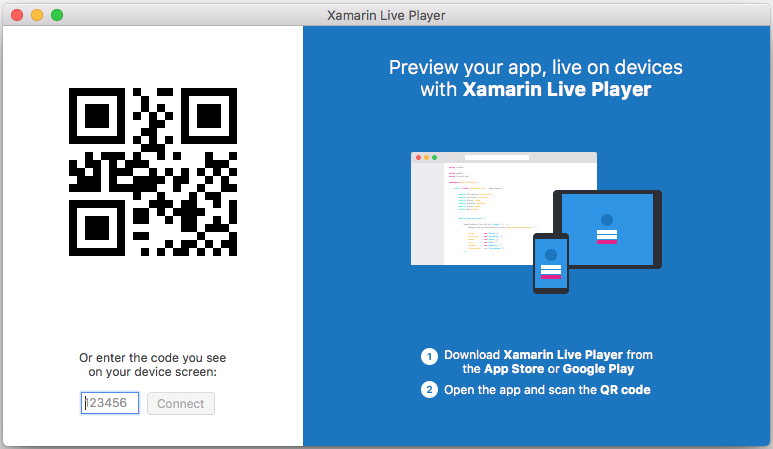 Xamarin Live Player
Preview your app, live on devices
with Xamarin Live Player
Or enter the code you see
on your device screen:
123456
Connect
1 Download Xamarin Live Player from
the App Store or Google Play
2 Open the app and scan the QR code